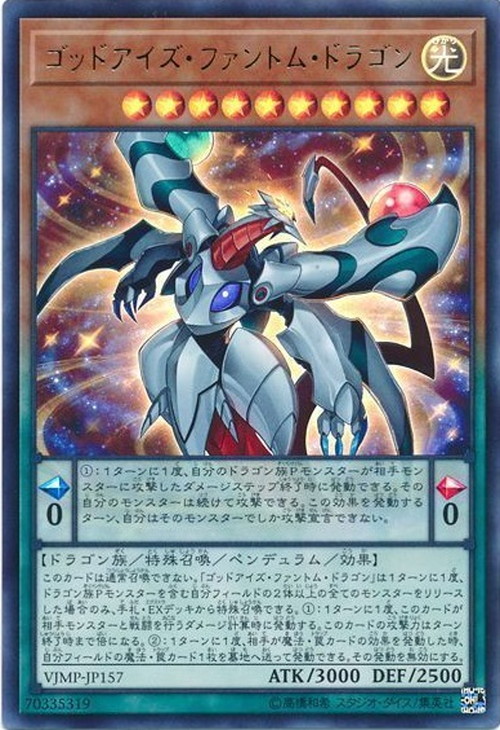 ゴッドアイズ・ファントム・ドラゴン
光
①:1ターンに1度、自分のドラゴン族Pモンスターが相手モン
スターに攻撃したダメージステップ終了時に発動できる。その
自分のモンスターは続けて攻撃できる。この効果を発動する
ターン、自分はそのモンスターでしか攻撃宣言できない。
0
0
【ドラゴン族/特殊召喚/ペンデュラム/効果】
このカードは通常召喚できない。「ゴッドアイズ・ファントム・ドラゴン」は1ターンに1度、
ドラゴン族Pモンスターを含む自分フィールドの2体以上の全てのモンスターをリリース
した場合のみ、手札・EXデッキから特殊召喚できる。①:1ターンに1度、このカードが相手
モンスターと戦闘を行うダメージ計算時に発動する。このカードの攻撃力はターン
終了時まで倍になる。②:1ターンに1度、相手が魔法・罠カードの効果を発動した時、
自分フィールドの魔法・罠カード1枚を墓地へ送って発動できる。その発動を無効にする。
VJMP-JP157
ATK/3000 DEF/2500
70335319
©高橋和希 スタジオ・ダイス/集英社